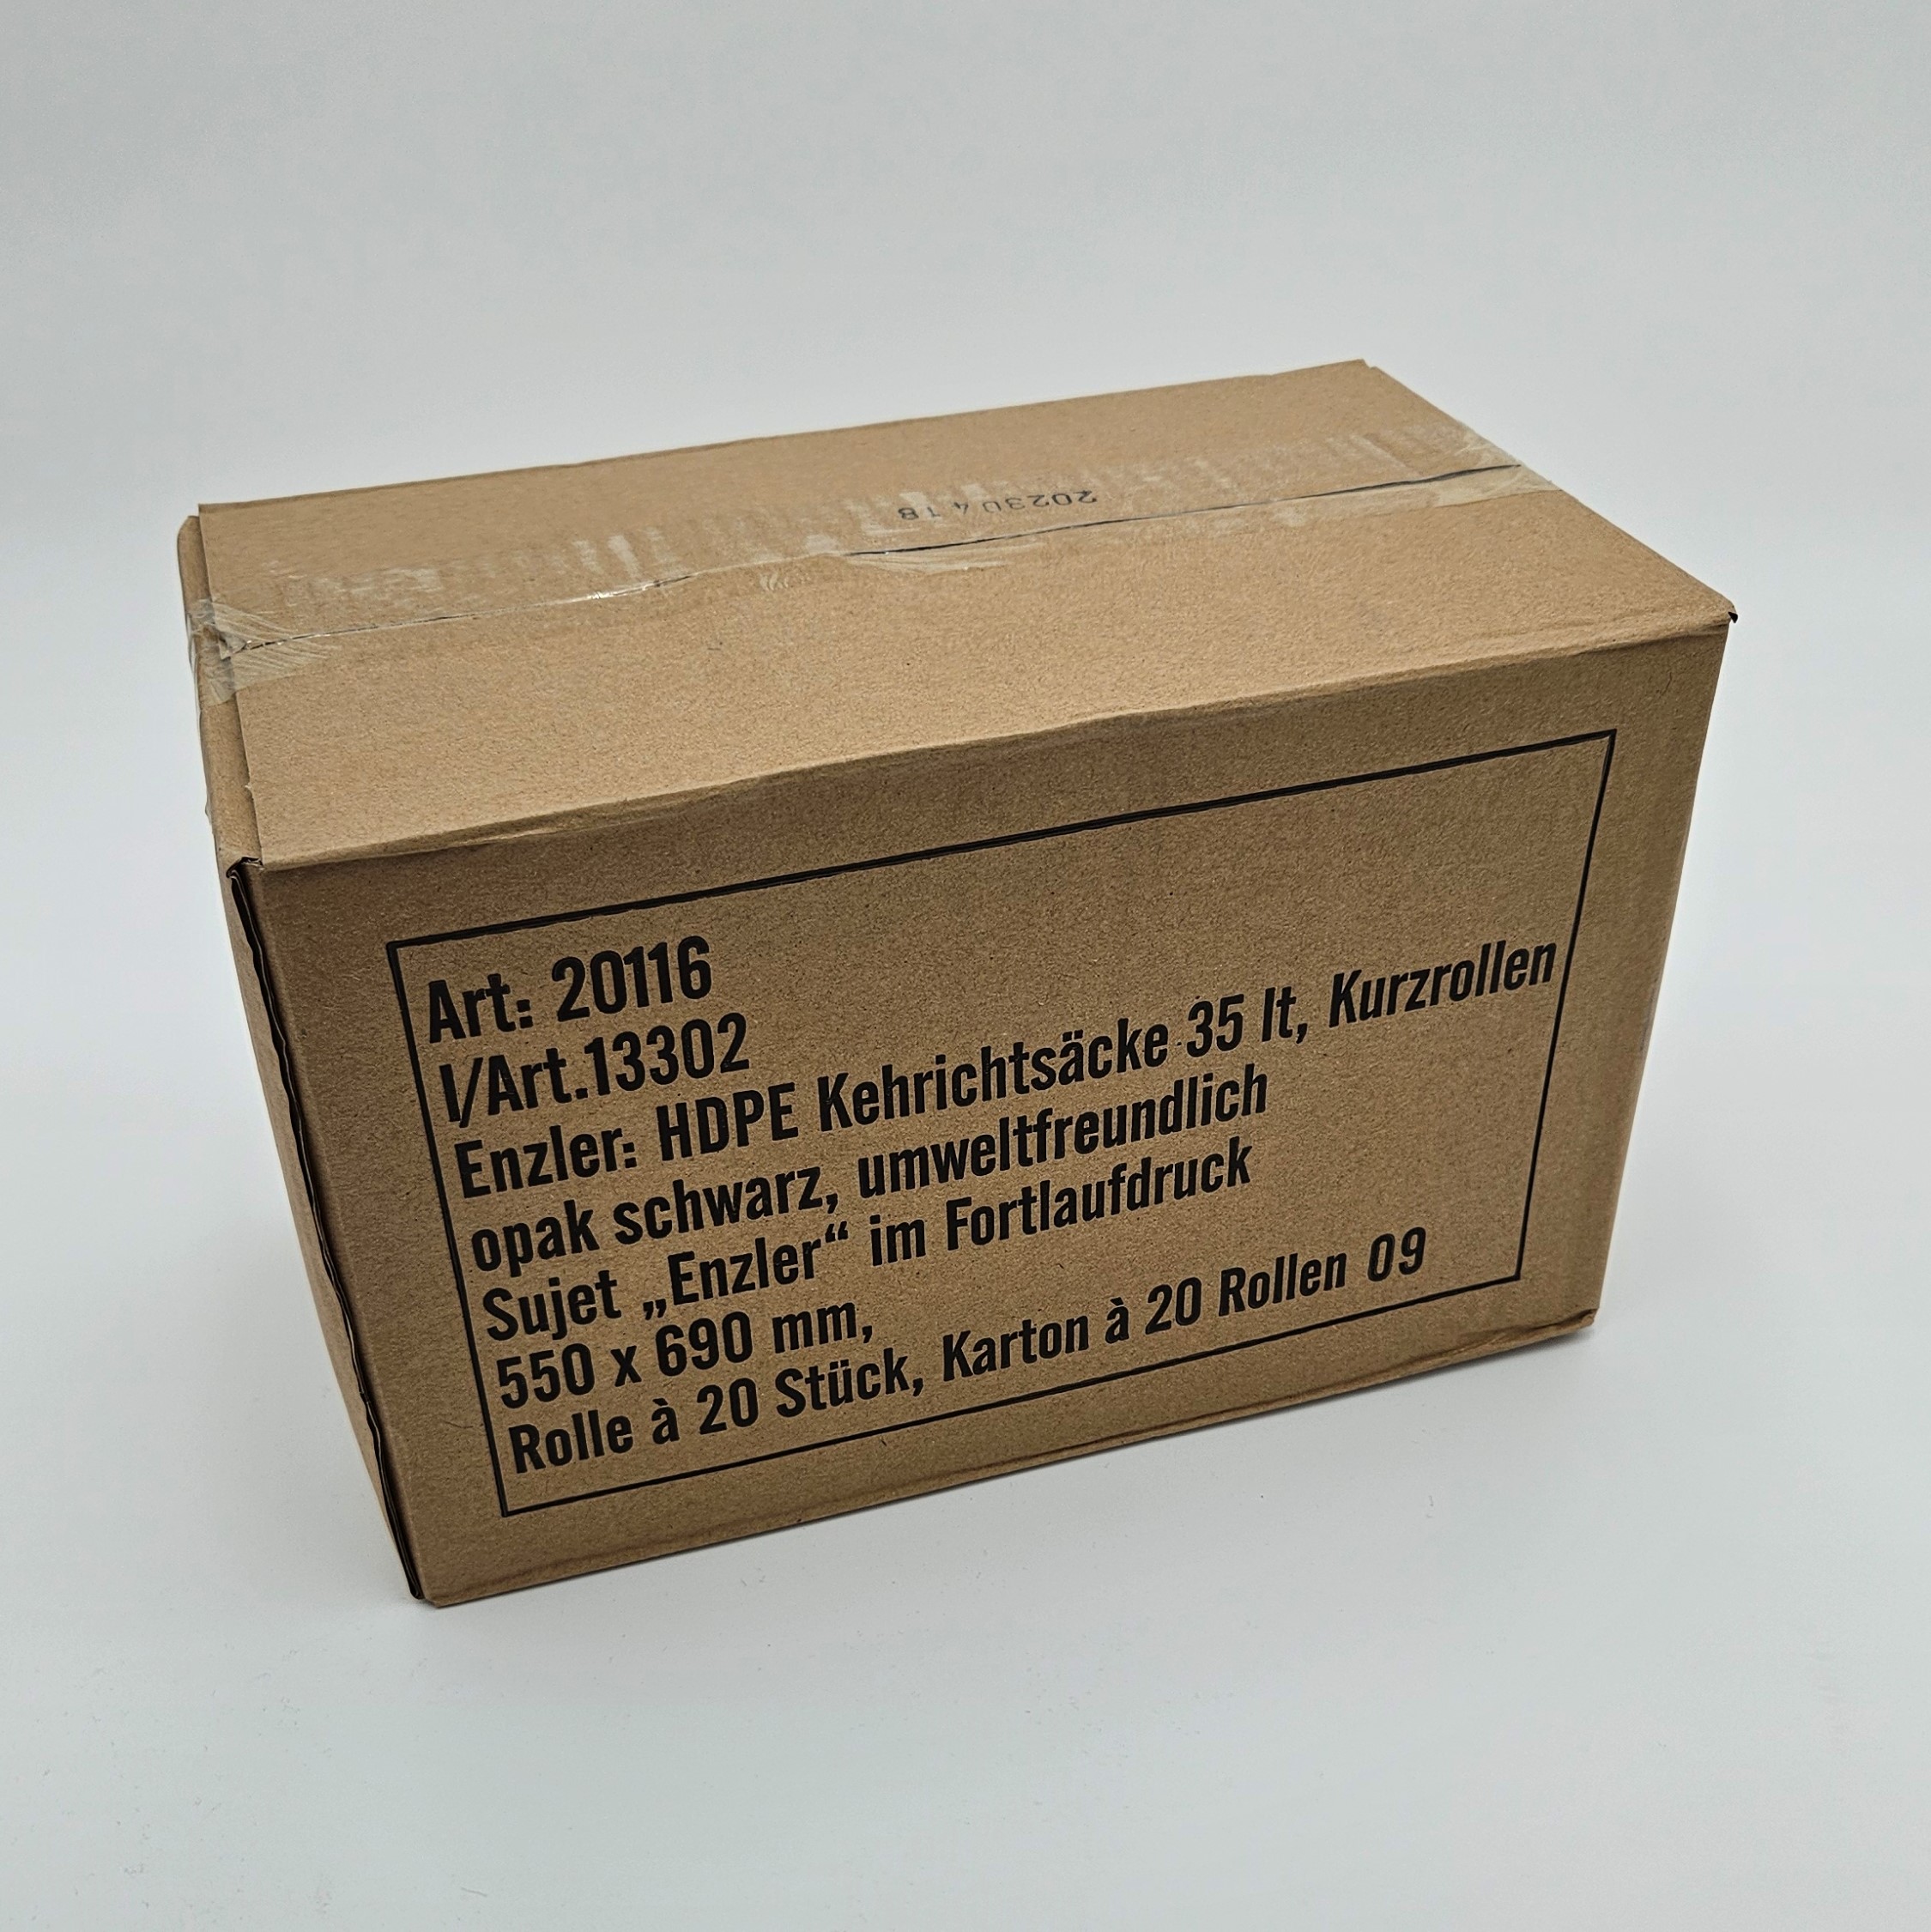 20230418
Art: 20116
I/Art.13302
Enzler: HDPE Kehrichtsäcke 35 lt, Kurzrollen
opak schwarz, umweltfreundlich
Sujet „Enzler“ im Fortlaufdruck
550 x 690 mm,
Rolle à 20 Stück, Karton à 20 Rollen 09